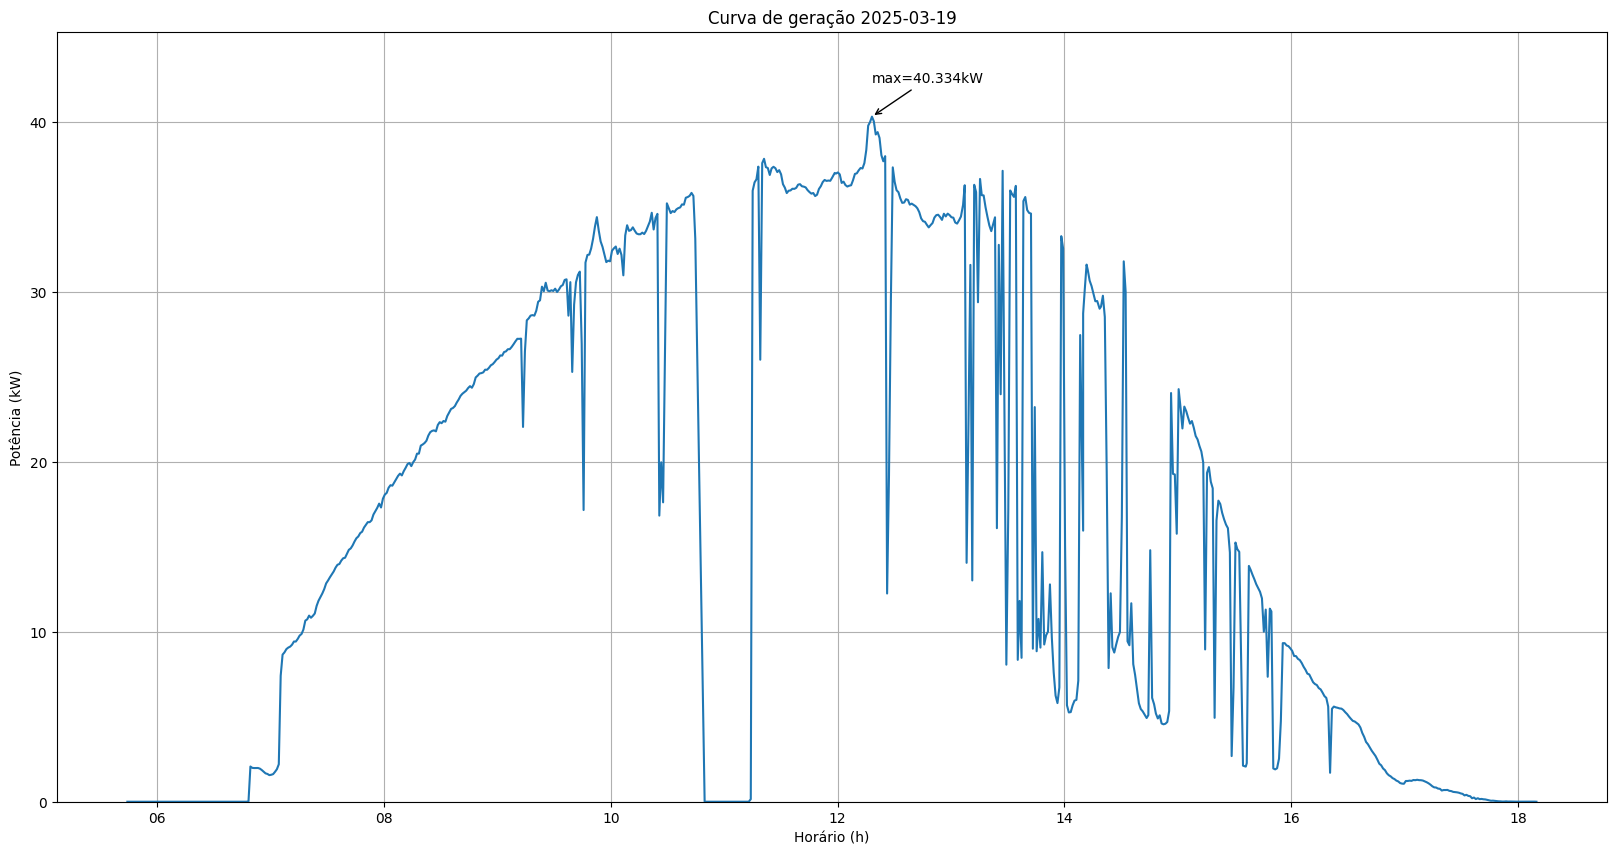 Curva de geração 2025-03-19
max=40.334kW
Potência (kW)
40
30
20
10
0
06 08 10 12 14 16 18
Horário (h)